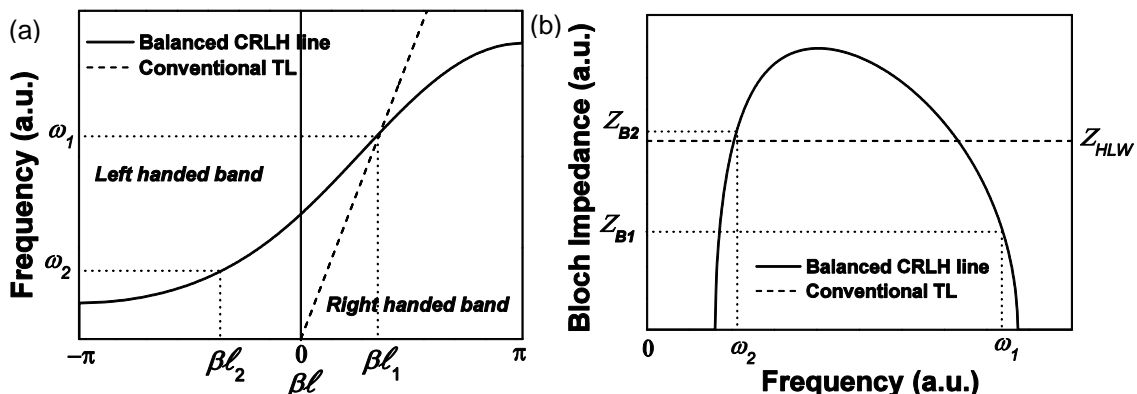 (a)
Frequency (a.u.)
Balanced CRLH line
Conventional TL
ω1
Left handed band
ω2
Right handed band
−π
βℓ2
0
βℓ1
π
βℓ
(b)
Bloch Impedance (a.u.)
ZB2
ZHLW
ZB1
Balanced CRLH line
Conventional TL
0
ω2
ω1
Frequency (a.u.)